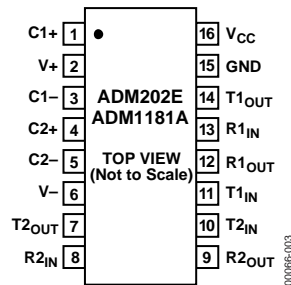 C1+ 1 16 VCC
V+ 2 15 GND
C1– 3 ADM202E 14 T1OUT
C2+ 4 ADM1181A 13 R1IN
C2– 5 TOP VIEW 12 R1OUT
V– 6 (Not to Scale) 11 T1IN
T2OUT 7 10 T2IN
R2IN 8 9 R2OUT
00066-003